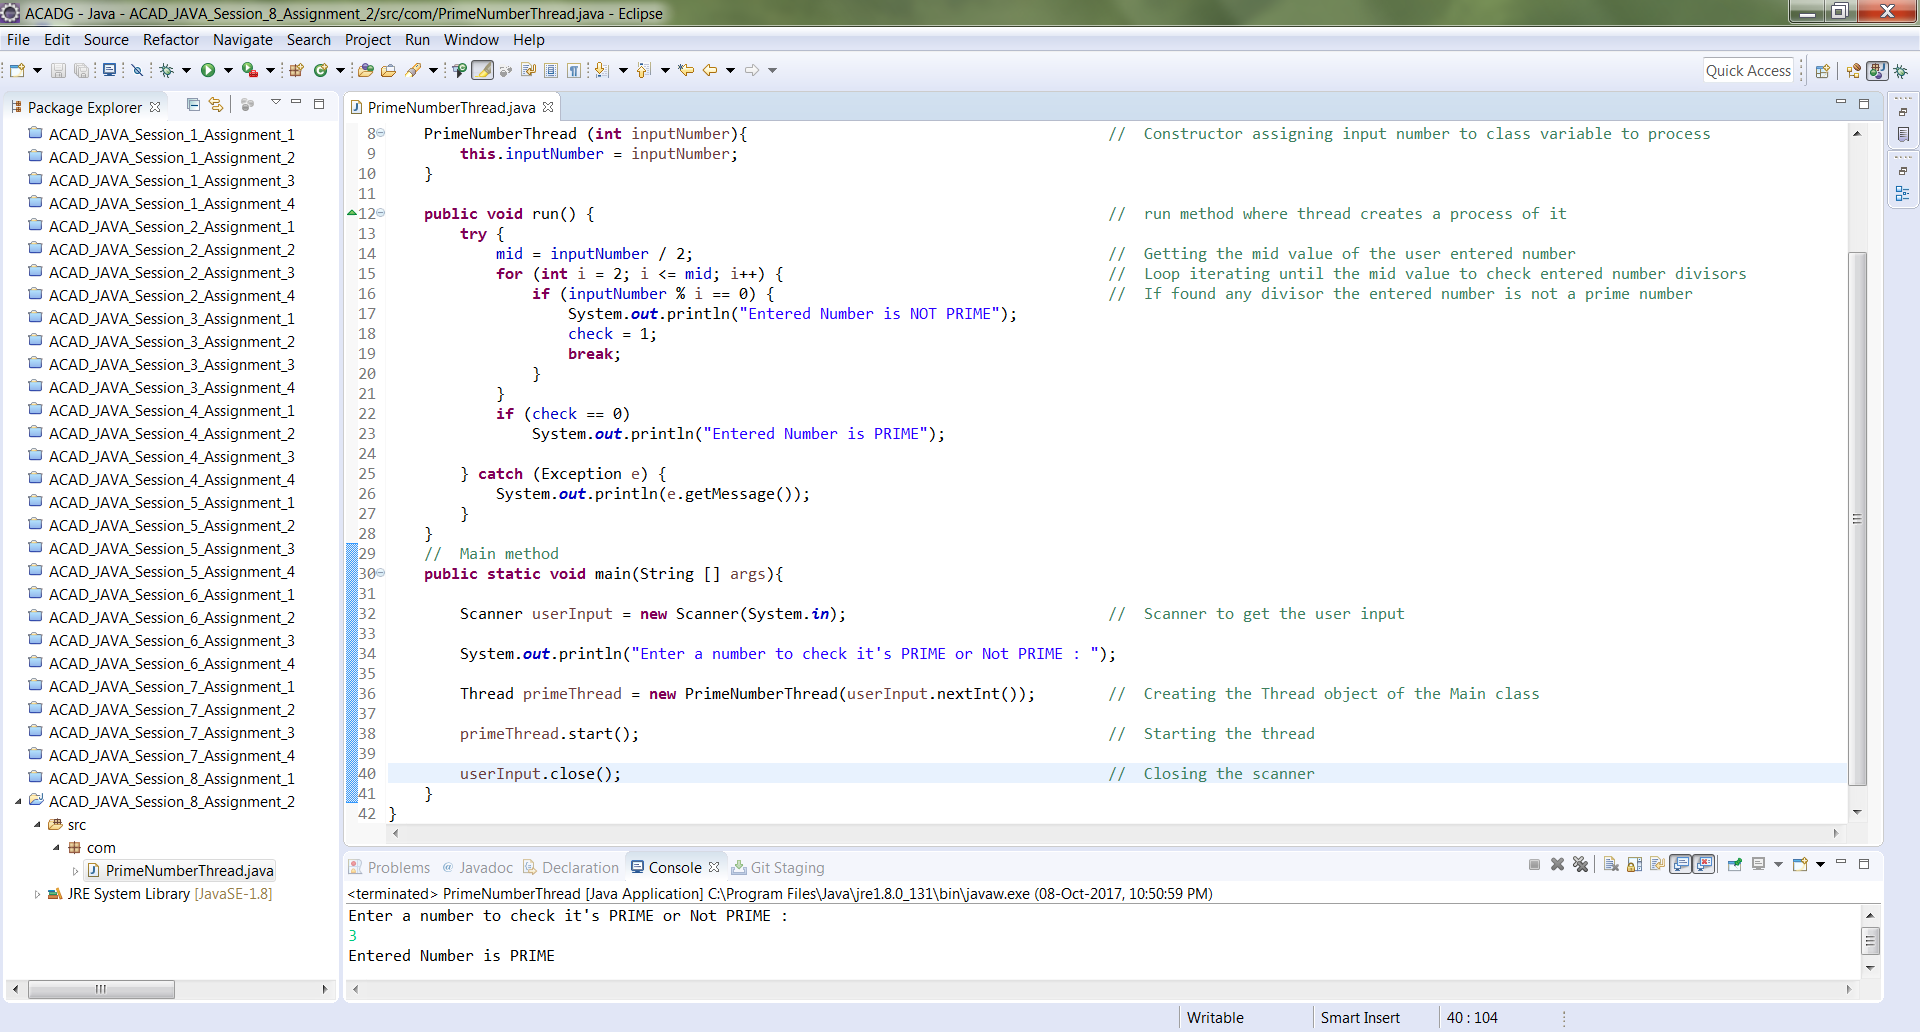 ACADG - Java - ACAD_JAVA_Session_8_Assignment_2/src/com/PrimeNumberThread.java - Eclipse
File Edit Source Refactor Navigate Search Project Run Window Help
Quick Access
Package Explorer
ACAD_JAVA_Session_1_Assignment_1
ACAD_JAVA_Session_1_Assignment_2
ACAD_JAVA_Session_1_Assignment_3
ACAD_JAVA_Session_1_Assignment_4
ACAD_JAVA_Session_2_Assignment_1
ACAD_JAVA_Session_2_Assignment_2
ACAD_JAVA_Session_2_Assignment_3
ACAD_JAVA_Session_2_Assignment_4
ACAD_JAVA_Session_3_Assignment_1
ACAD_JAVA_Session_3_Assignment_2
ACAD_JAVA_Session_3_Assignment_3
ACAD_JAVA_Session_3_Assignment_4
ACAD_JAVA_Session_4_Assignment_1
ACAD_JAVA_Session_4_Assignment_2
ACAD_JAVA_Session_4_Assignment_3
ACAD_JAVA_Session_4_Assignment_4
ACAD_JAVA_Session_5_Assignment_1
ACAD_JAVA_Session_5_Assignment_2
ACAD_JAVA_Session_5_Assignment_3
ACAD_JAVA_Session_5_Assignment_4
ACAD_JAVA_Session_6_Assignment_1
ACAD_JAVA_Session_6_Assignment_2
ACAD_JAVA_Session_6_Assignment_3
ACAD_JAVA_Session_6_Assignment_4
ACAD_JAVA_Session_7_Assignment_1
ACAD_JAVA_Session_7_Assignment_2
ACAD_JAVA_Session_7_Assignment_3
ACAD_JAVA_Session_7_Assignment_4
ACAD_JAVA_Session_8_Assignment_1
ACAD_JAVA_Session_8_Assignment_2
src
com
PrimeNumberThread.java
JRE System Library [JavaSE-1.8]
PrimeNumberThread.java
8 PrimeNumberThread (int inputNumber){ // Constructor assigning input number to class variable to process
9 this.inputNumber = inputNumber;
10 }
11
12 public void run() { // run method where thread creates a process of it
13 try {
14 mid = inputNumber / 2; // Getting the mid value of the user entered number
15 for (int i = 2; i <= mid; i++) { // Loop iterating until the mid value to check entered number divisors
16 if (inputNumber % i == 0) { // If found any divisor the entered number is not a prime number
17 System.out.println("Entered Number is NOT PRIME");
18 check = 1;
19 break;
20 }
21 }
22 if (check == 0)
23 System.out.println("Entered Number is PRIME");
24
25 } catch (Exception e) {
26 System.out.println(e.getMessage());
27 }
28 }
29 // Main method
30 public static void main(String [] args){
31
32 Scanner userInput = new Scanner(System.in); // Scanner to get the user input
33
34 System.out.println("Enter a number to check it's PRIME or Not PRIME : ");
35
36 Thread primeThread = new PrimeNumberThread(userInput.nextInt()); // Creating the Thread object of the Main class
37
38 primeThread.start(); // Starting the thread
39
40 userInput.close(); // Closing the scanner
41 }
42 }
Problems @ Javadoc Declaration Console Git Staging
<terminated> PrimeNumberThread [Java Application] C:\Program Files\Java\jre1.8.0_131\bin\javaw.exe (08-Oct-2017, 10:50:59 PM)
Enter a number to check it's PRIME or Not PRIME :
3
Entered Number is PRIME
Writable Smart Insert 40 : 104